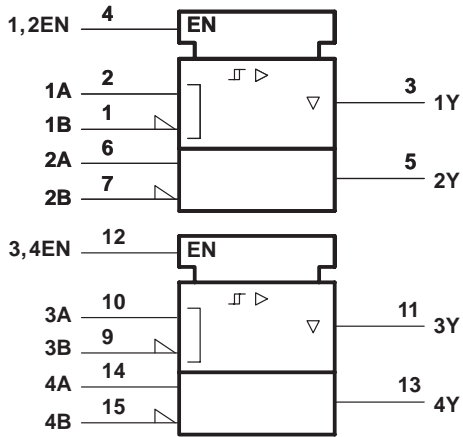 1,2EN 4 EN
1A 2
1B 1
3 1Y
2A 6
2B 7
5 2Y
3,4EN 12 EN
3A 10
3B 9
11 3Y
4A 14
4B 15
13 4Y